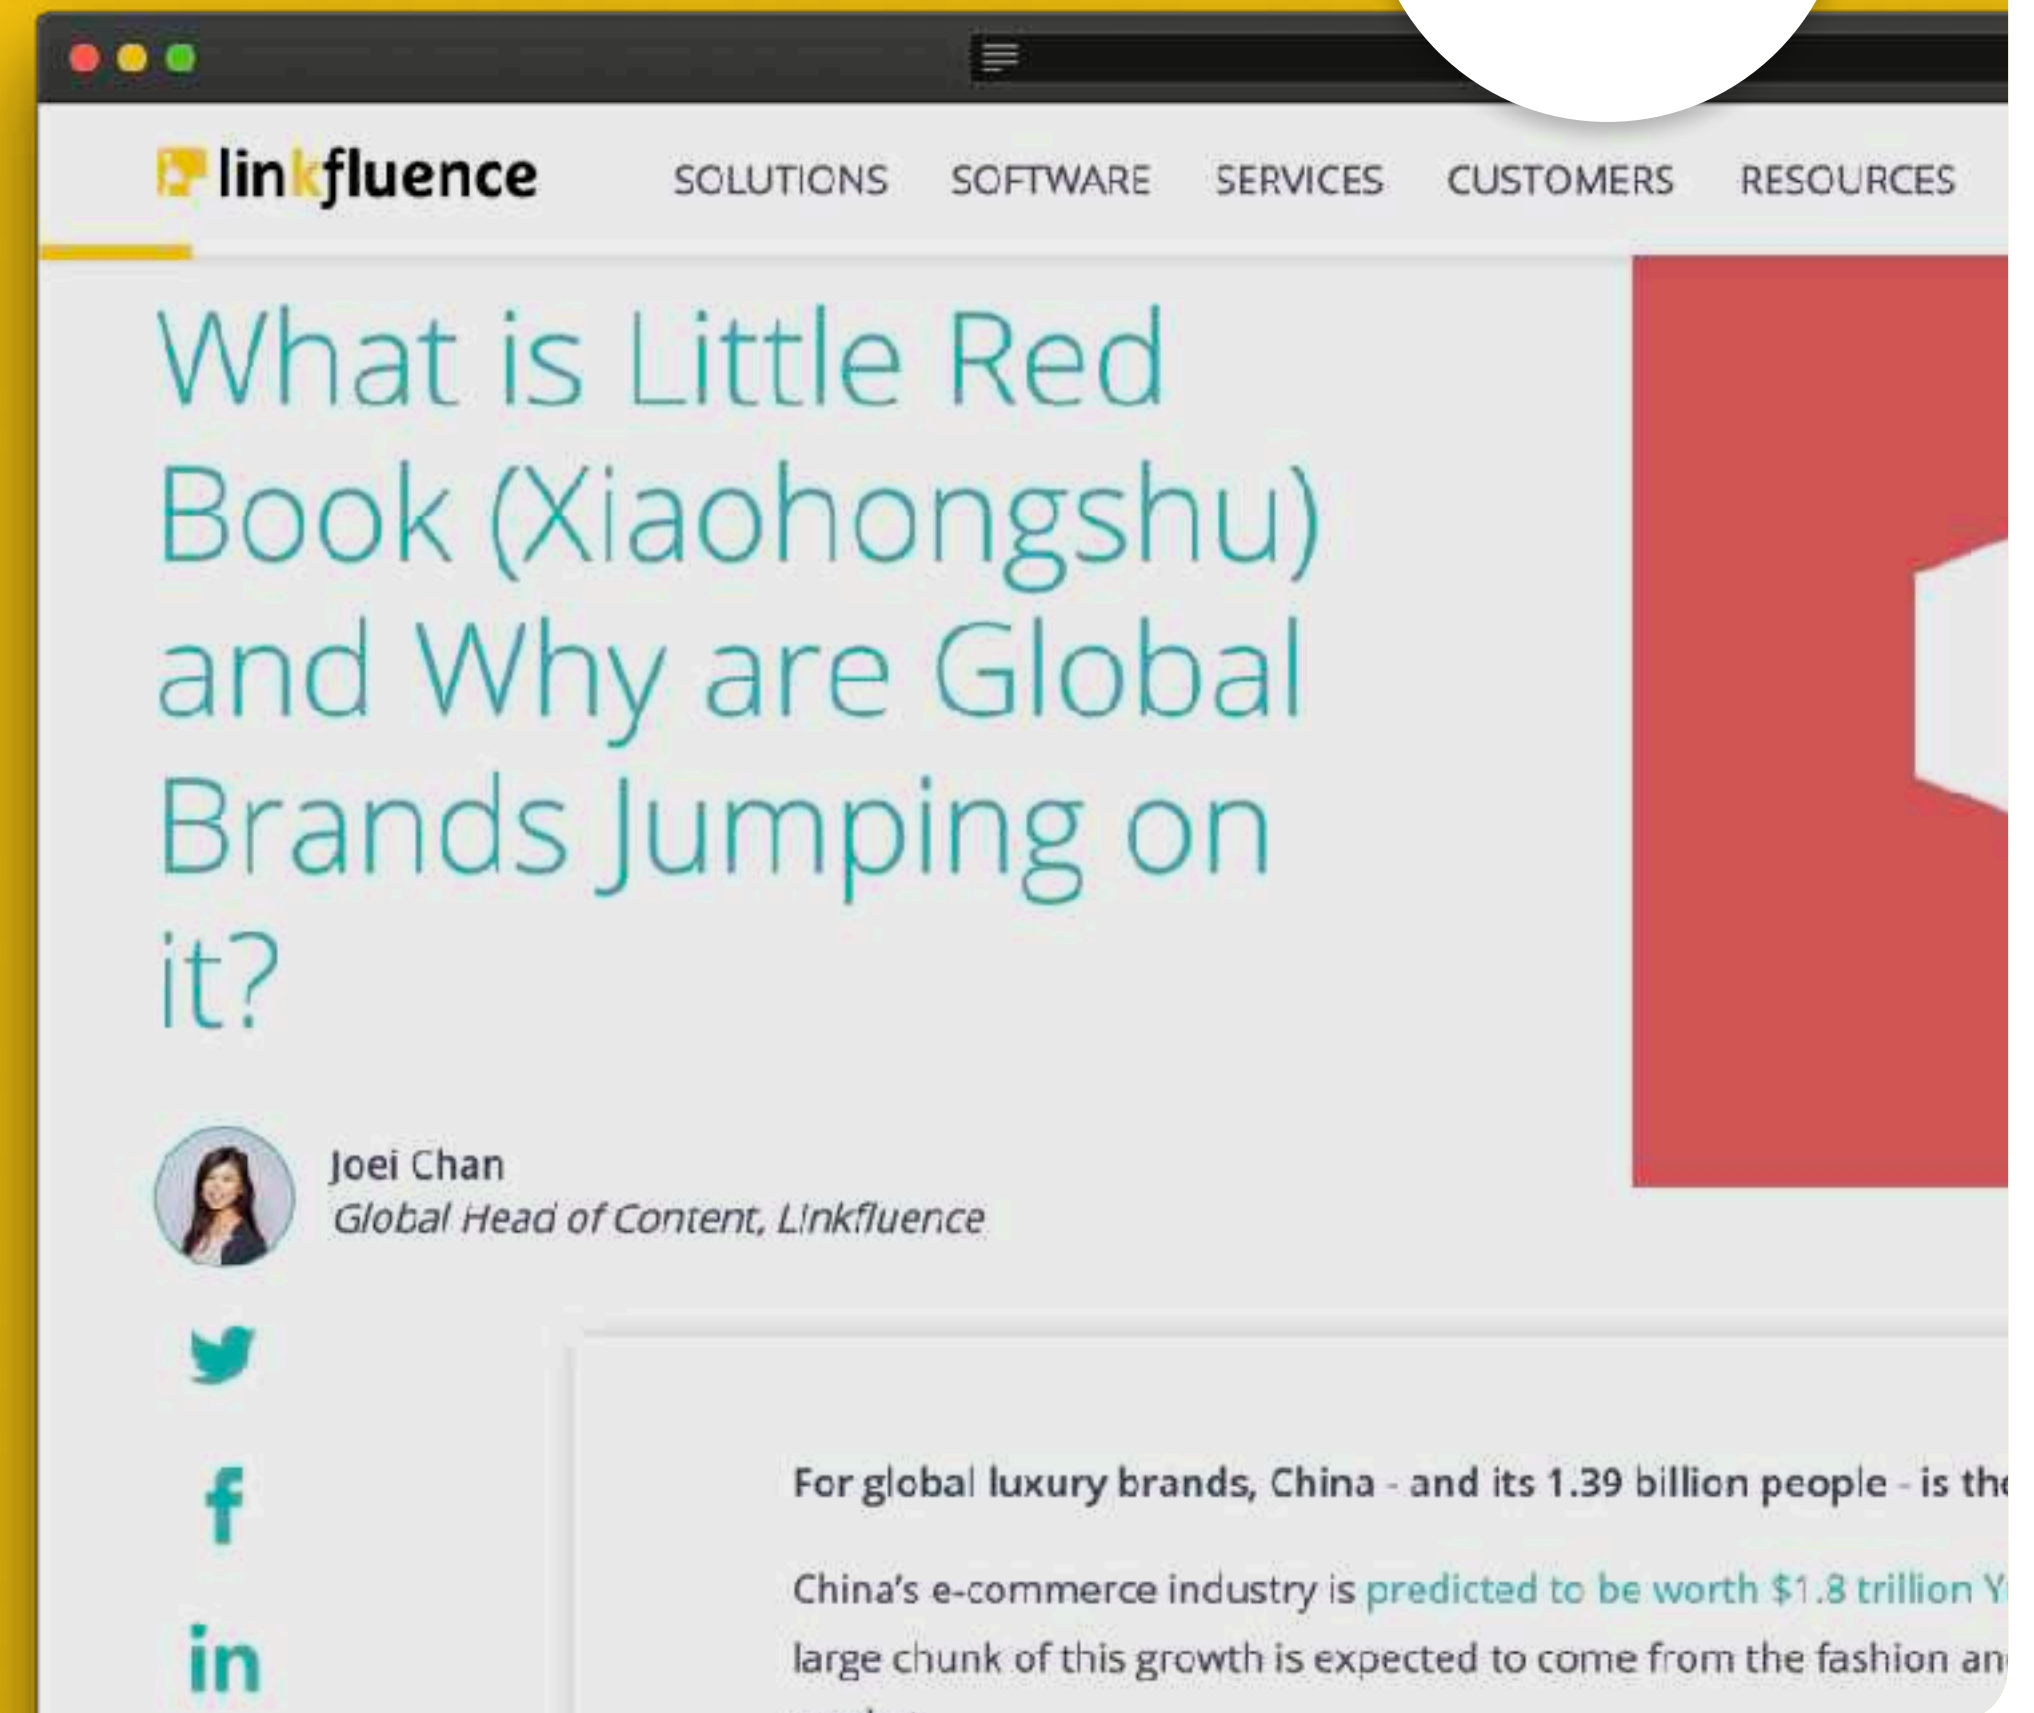 linkfluence
SOLUTIONS SOFTWARE SERVICES CUSTOMERS RESOURCES
What is Little Red
Book (Xiaohongshu)
and Why are Global
Brands Jumping on
it?
Joei Chan
Global Head of Content, Linkfluence
f
in
For global luxury brands, China - and its 1.39 billion people - is
China's e-commerce industry is predicted to be worth $1.8 trillion
large chunk of this growth is expected to come from the fashion